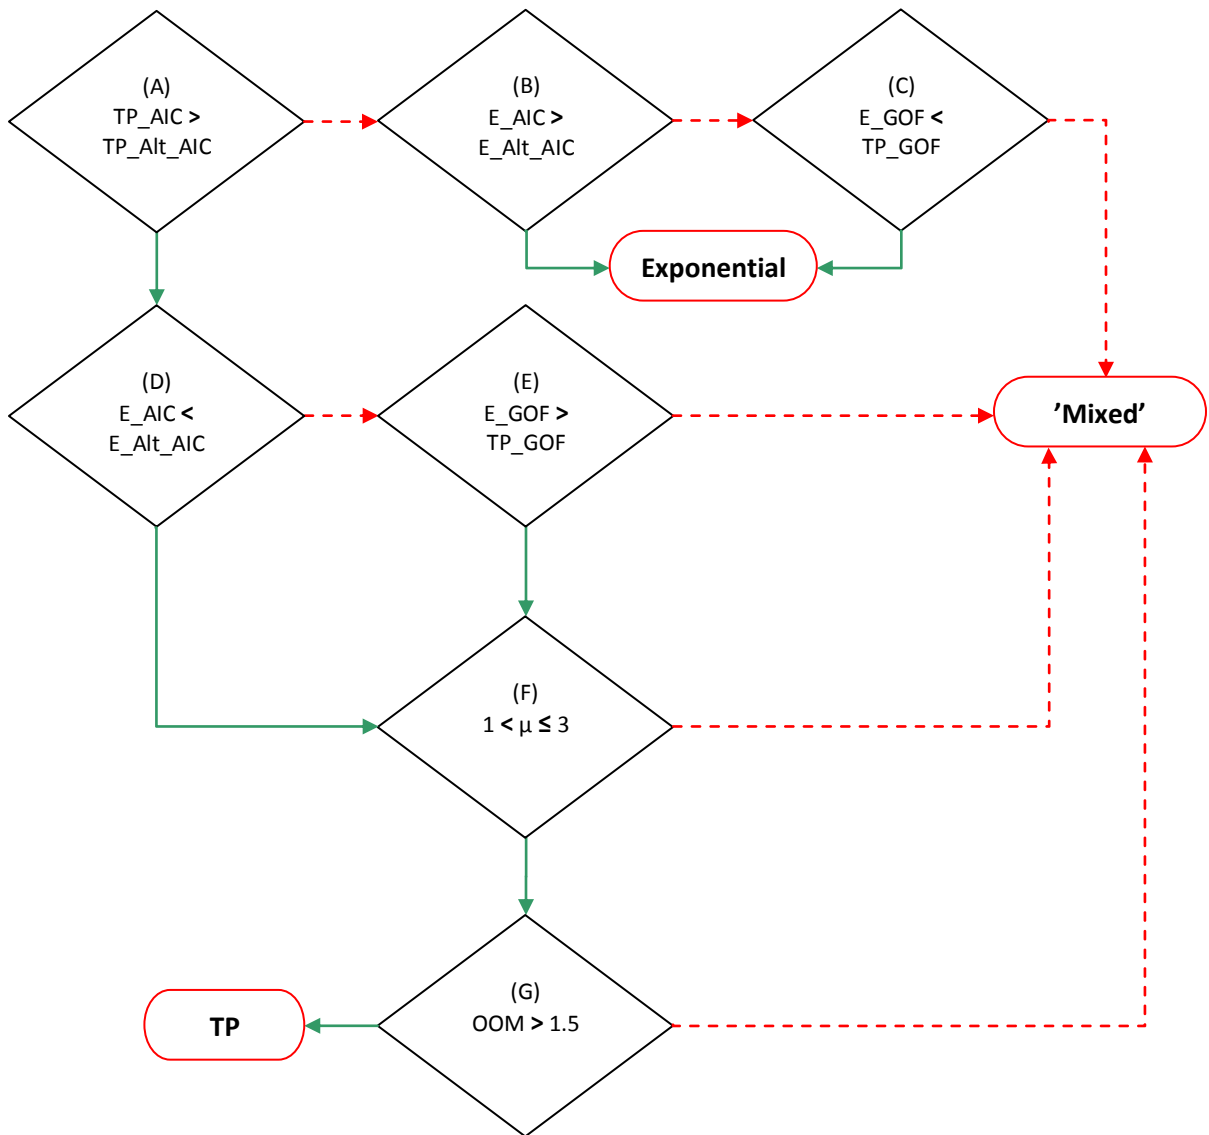 (A)
TP_AIC >
TP_Alt_AIC
(B)
E_AIC >
E_Alt_AIC
(C)
E_GOF <
TP_GOF
Exponential
(D)
E_AIC <
E_Alt_AIC
(E)
E_GOF >
TP_GOF
’Mixed’
(F)
1 < µ ≤ 3
(G)
OOM > 1.5
TP